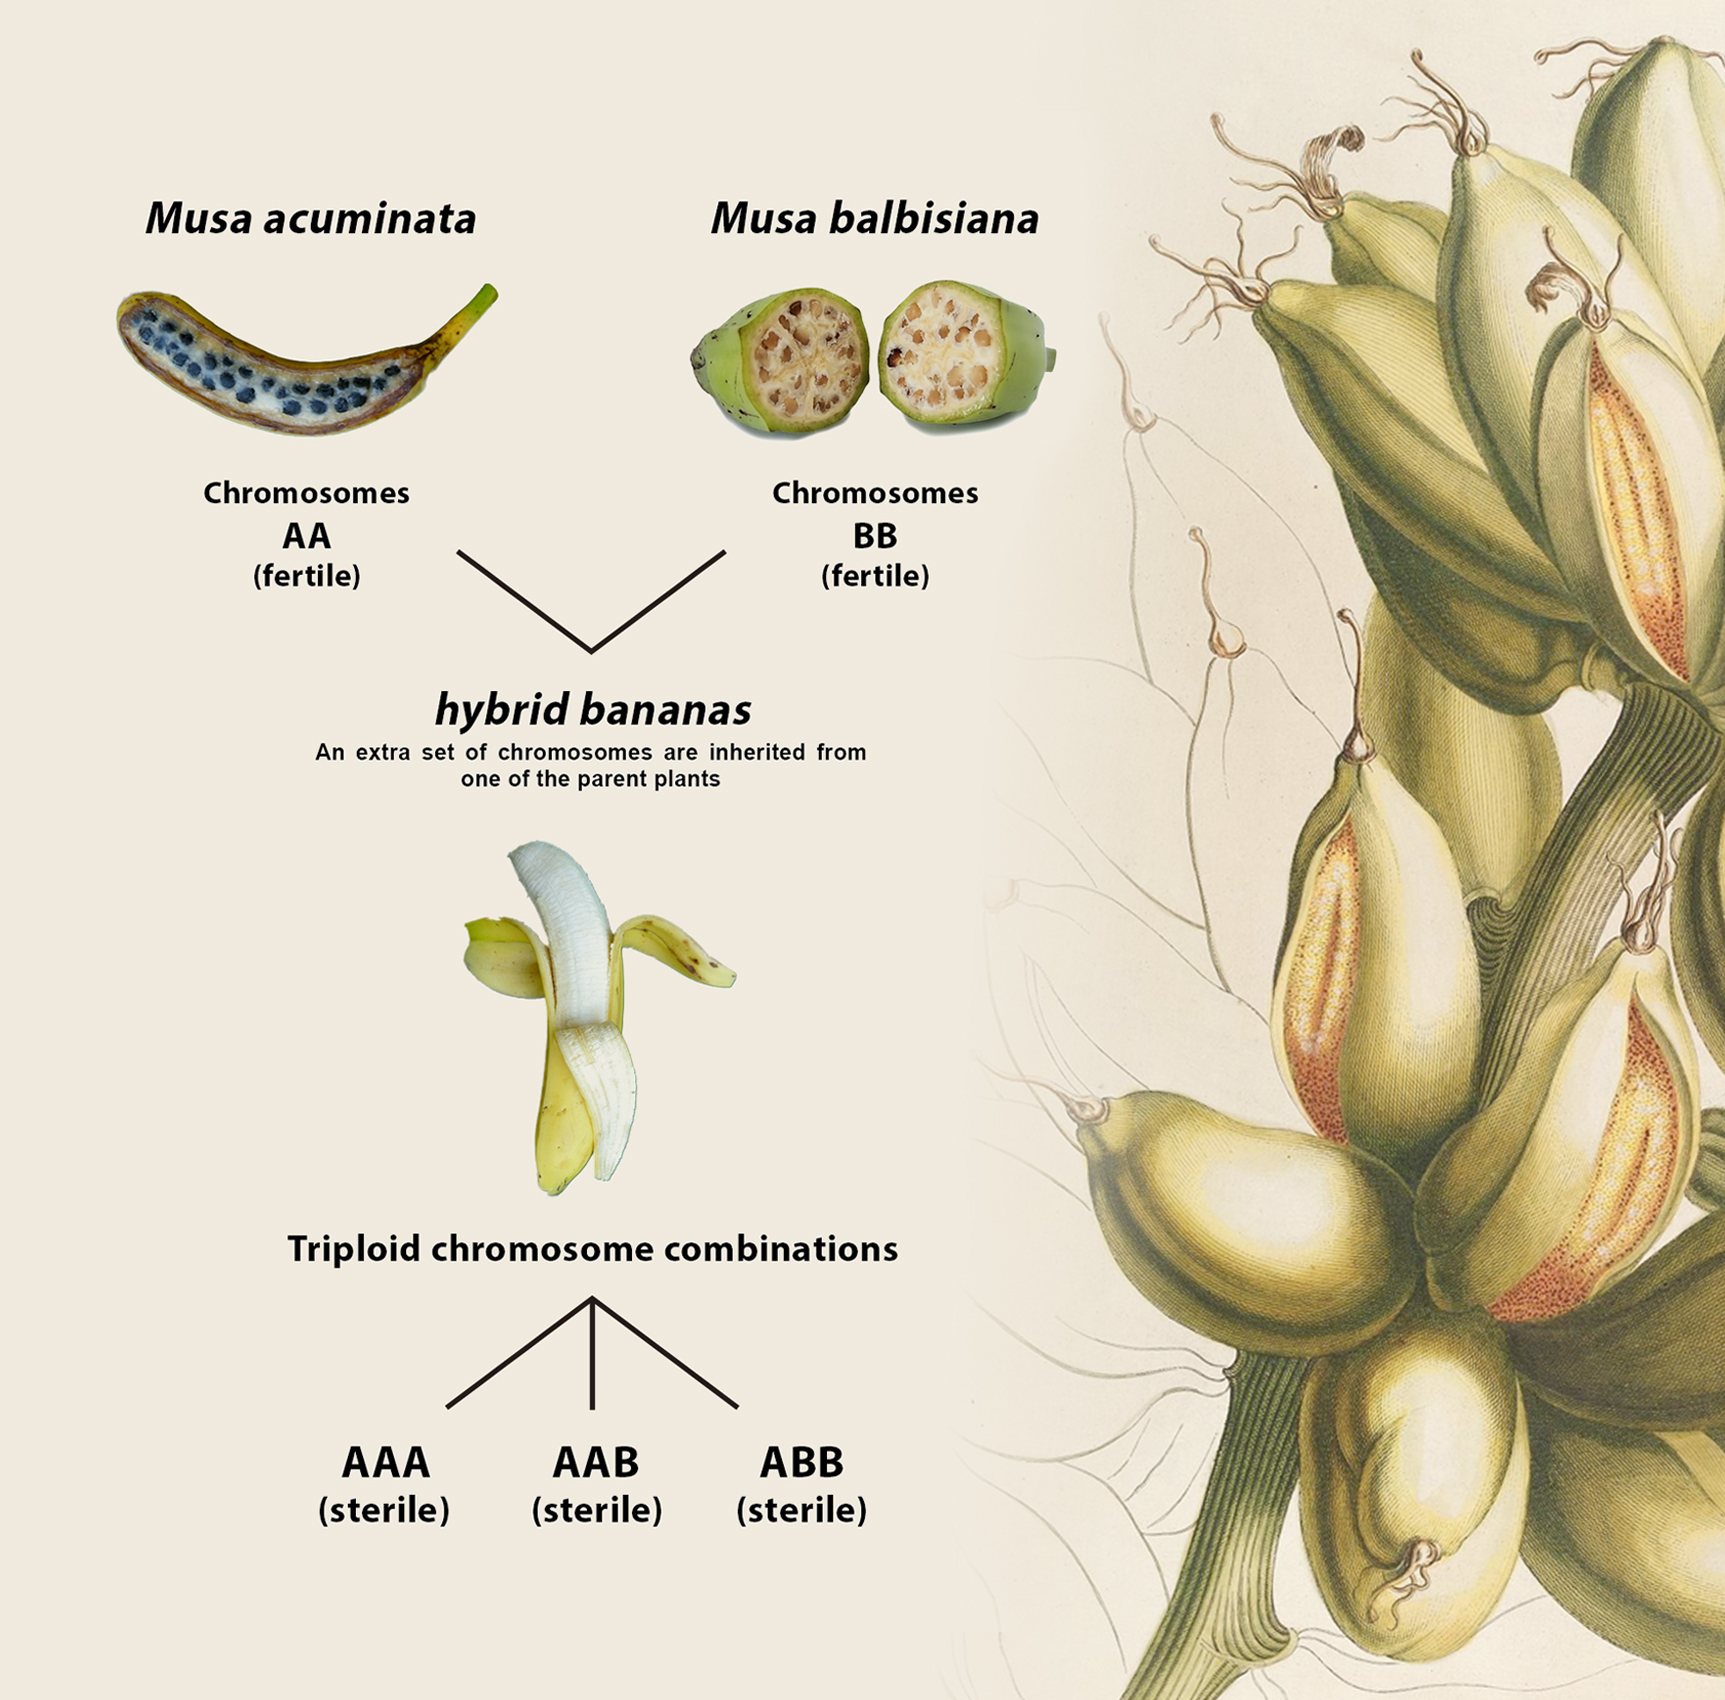 Musa acuminata
Musa balbisiana
Chromosomes
AA
(fertile)
Chromosomes
BB
(fertile)
hybrid bananas
An extra set of chromosomes are inherited from
one of the parent plants
Triploid chromosome combinations
AAA
(sterile)
AAB
(sterile)
ABB
(sterile)